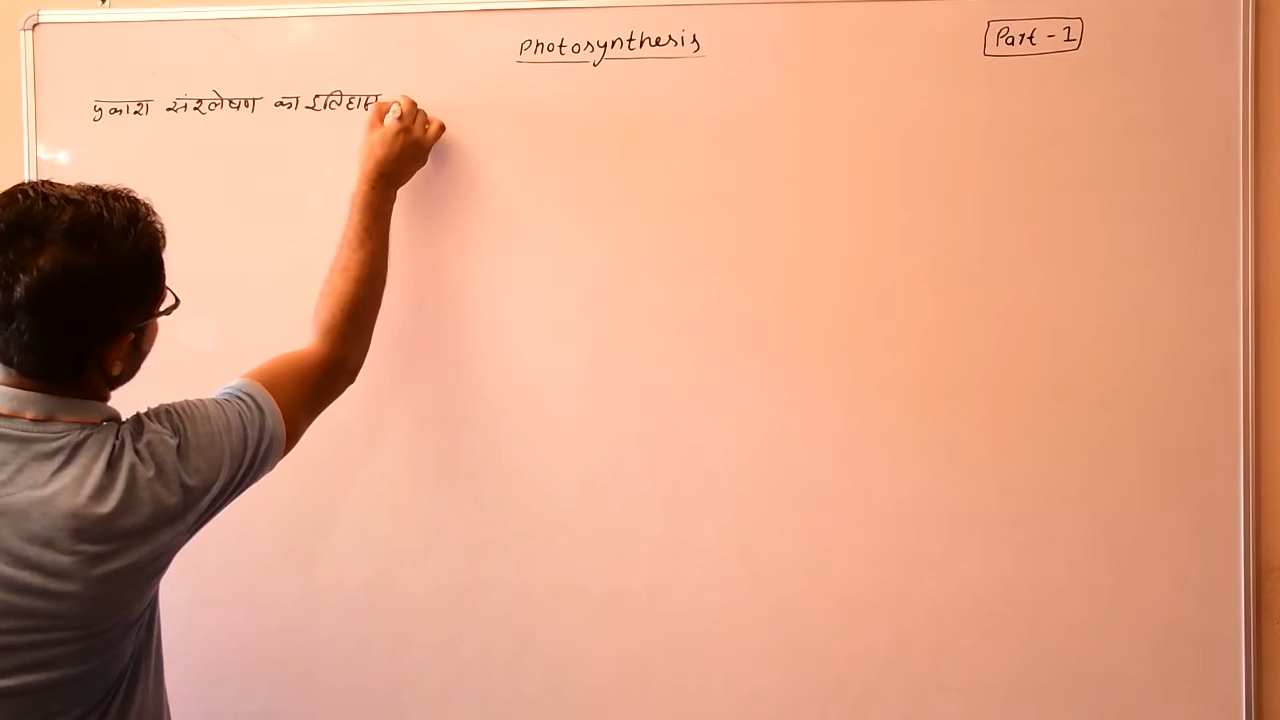 Photosynthesis
Part - 1
प्रकाश संश्लेषण का इतिहास